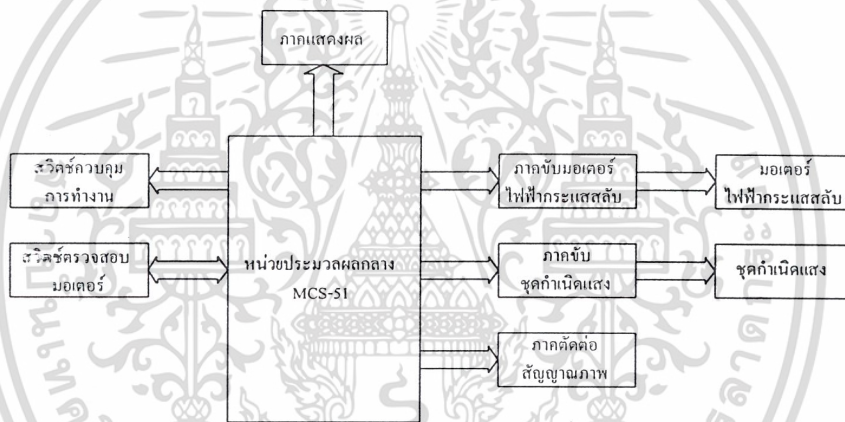 ภาคแสดงผล
สวิตช์ควบคุม
การทำงาน
ภาคขับมอเตอร์
ไฟฟ้ากระแสสลับ
มอเตอร์
ไฟฟ้ากระแสสลับ
สวิตช์ตรวจสอบ
มอเตอร์
หน่วยประมวลผลกลาง
MCS-51
ภาคขับ
ชุดกำเนิดแสง
ชุดกำเนิดแสง
ภาคตัดต่อ
สัญญาณภาพ